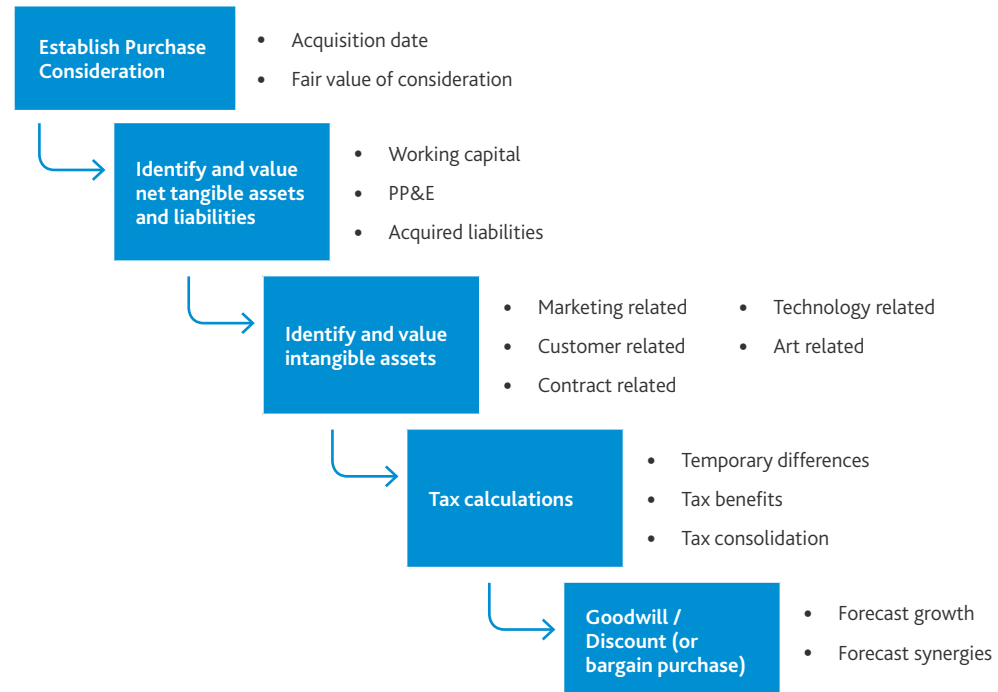 Establish Purchase
Consideration
• Acquisition date
• Fair value of consideration
Identify and value
net tangible assets
and liabilities
• Working capital
• PP&E
• Acquired liabilities
Identify and value
intangible assets
• Marketing related
• Customer related
• Contract related
• Technology related
• Art related
Tax calculations
• Temporary differences
• Tax benefits
• Tax consolidation
Goodwill /
Discount (or
bargain purchase)
• Forecast growth
• Forecast synergies